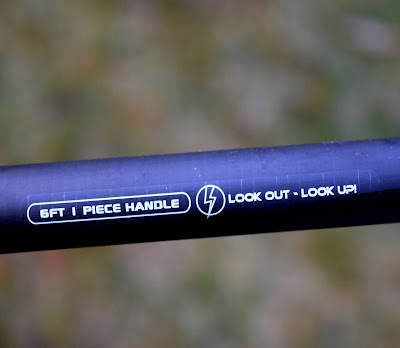 6FT 1 PIECE HANDLE LOOK OUT - LOOK UP!